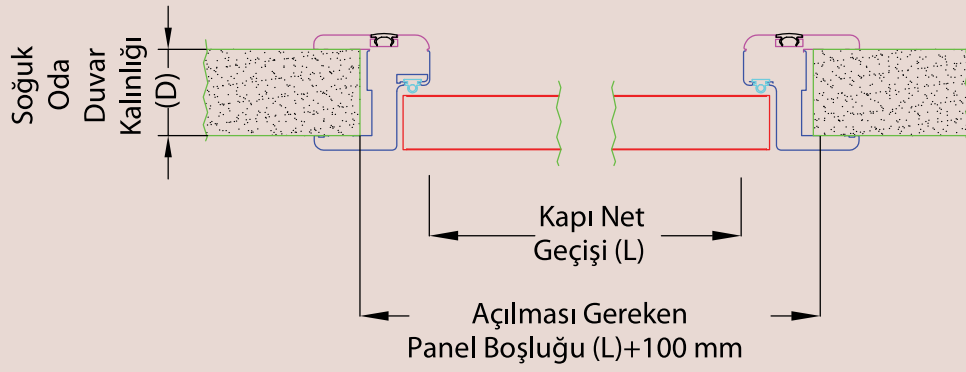 Soğuk
Oda
Duvar
Kalınlığı
(D)
Kapı Net
Geçişi (L)
Açılması Gereken
Panel Boşluğu (L)+100 mm